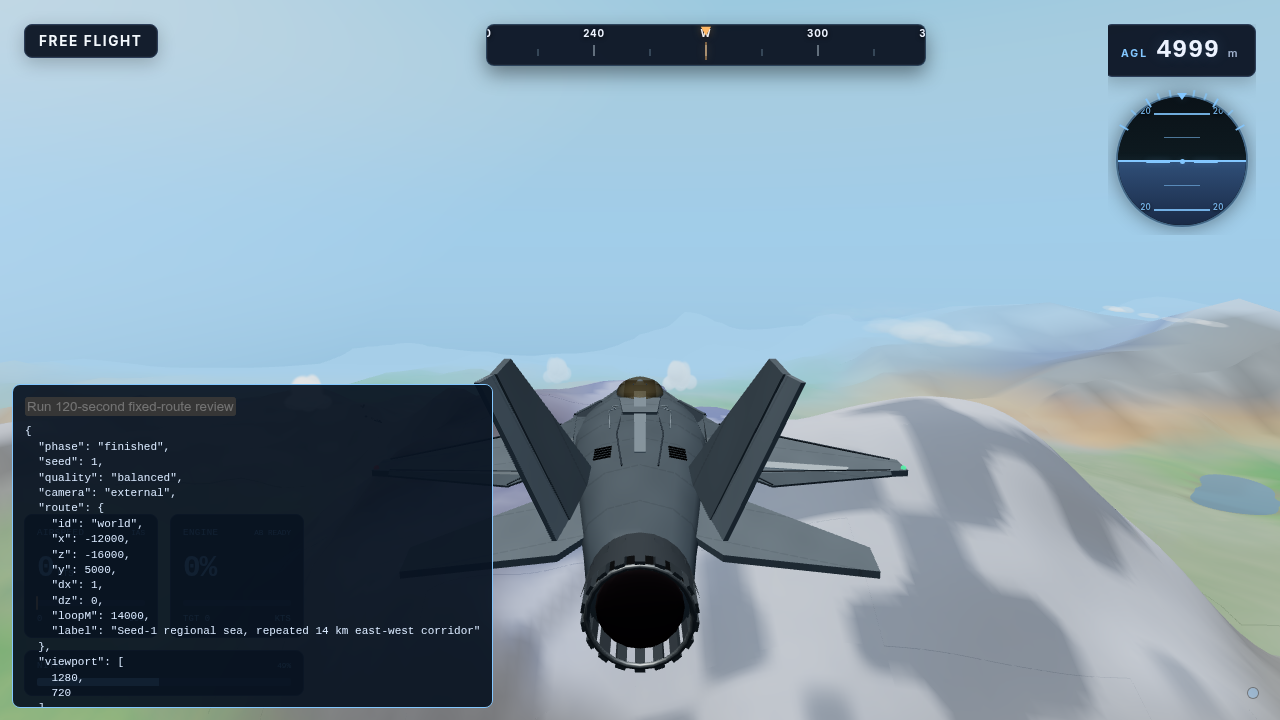 FREE FLIGHT
240 W 300
AGL 4999 m
20 20
20 20
Run 120-second fixed-route review
{
"phase": "finished",
"seed": 1,
"quality": "balanced",
"camera": "external",
"route": {
"id": "world",
"x": -12000,
"z": -16000,
"y": 5000,
"dx": 1,
"dz": 0,
"loopM": 14000,
"label": "Seed-1 regional sea, repeated 14 km east-west corridor"
},
"viewport": [
1280,
720
ENGINE
0%